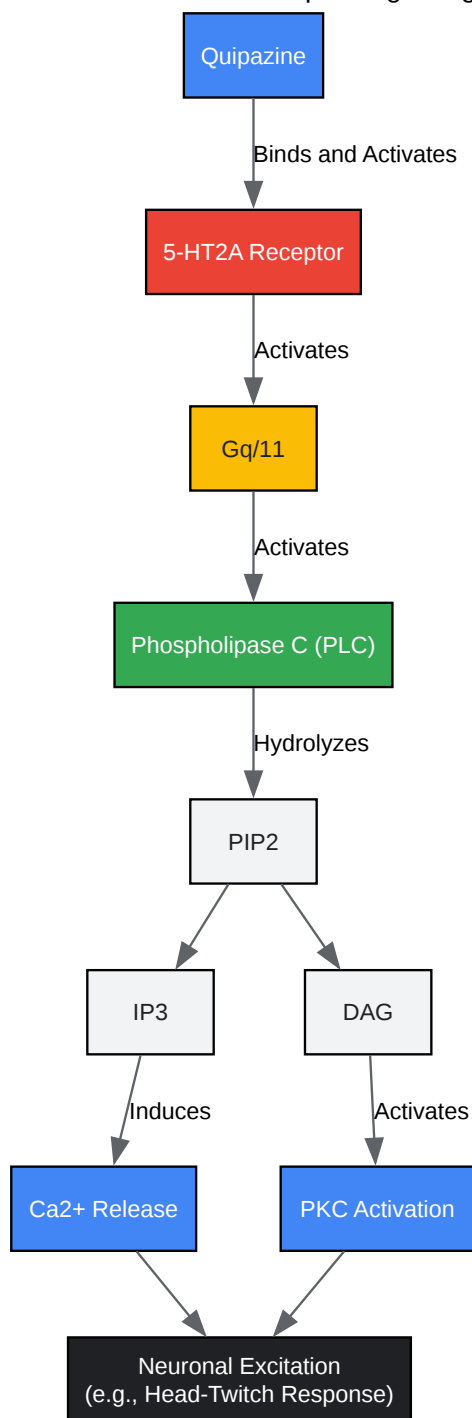 Quipazine
Binds and Activates
5-HT2A Receptor
Activates
Gq/11
Activates
Phospholipase C (PLC)
Hydrolyzes
PIP2
IP3
DAG
Induces
Activates
Ca2+ Release
PKC Activation
Neuronal Excitation
(e.g., Head-Twitch Response)